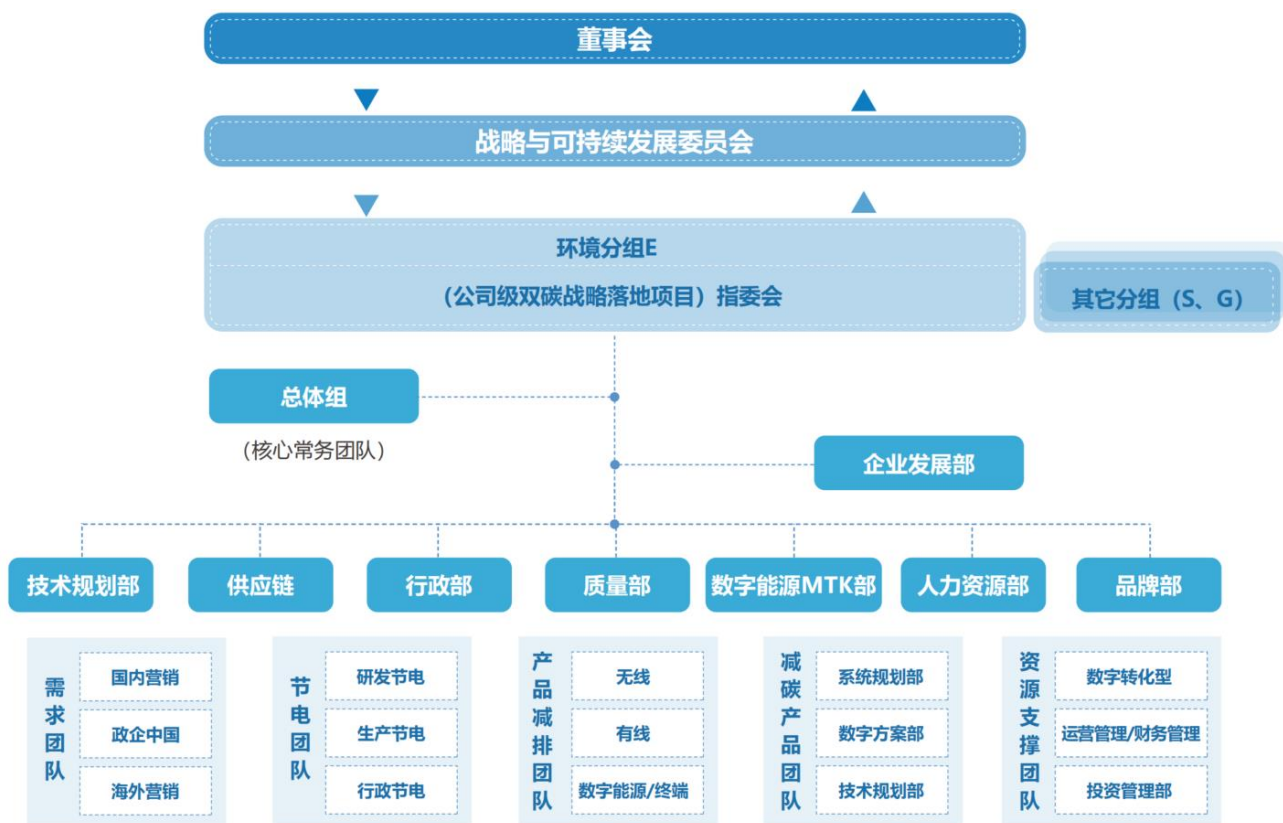 董事会
战略与可持续发展委员会
环境分组E
（公司级双碳战略落地项目）指委会
其它分组（S、G）
总体组
（核心常务团队）
企业发展部
技术规划部
供应链
行政部
质量部
数字能源MTK部
人力资源部
品牌部
需求团队
国内营销
政企中国
海外营销
节电团队
研发节电
生产节电
行政节电
产品减排团队
无线
有线
数字能源/终端
减碳产品团队
系统规划部
数字方案部
技术规划部
资源支撑团队
数字转化型
运营管理/财务管理
投资管理部